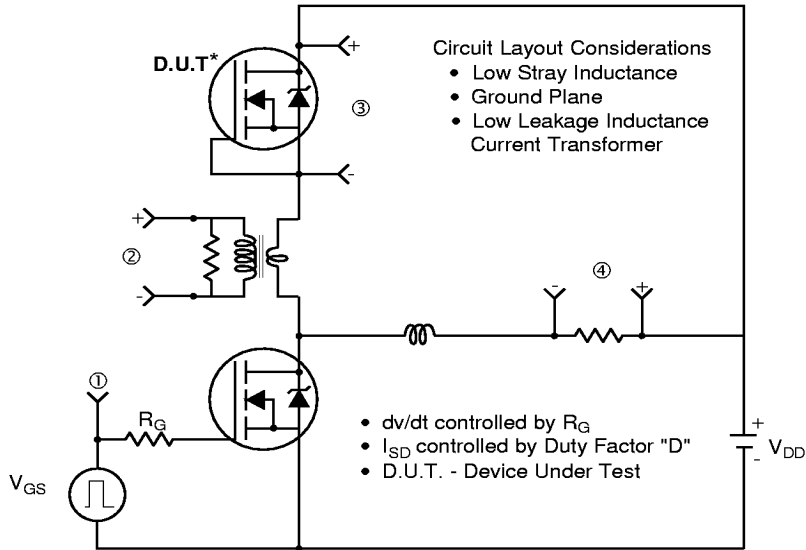 D.U.T*
+
③
-
Circuit Layout Considerations
• Low Stray Inductance
• Ground Plane
• Low Leakage Inductance
Current Transformer
+
②
-
-
④
+
①
R_G
V_GS
• dv/dt controlled by R_G
• I_SD controlled by Duty Factor "D"
• D.U.T. - Device Under Test
+
-
V_DD